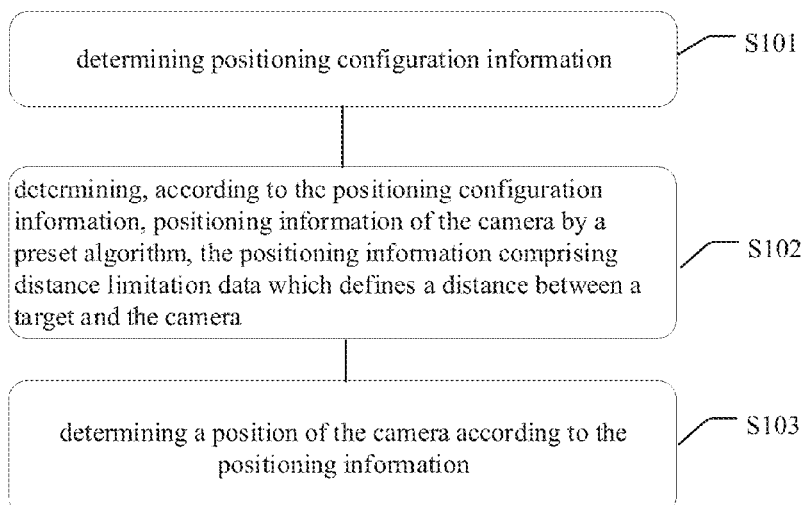 determining positioning configuration information
S101
determining, according to the positioning configuration
information, positioning information of the camera by a
preset algorithm, the positioning information comprising
distance limitation data which defines a distance between a
target and the camera
S102
determining a position of the camera according to the
positioning information
S103